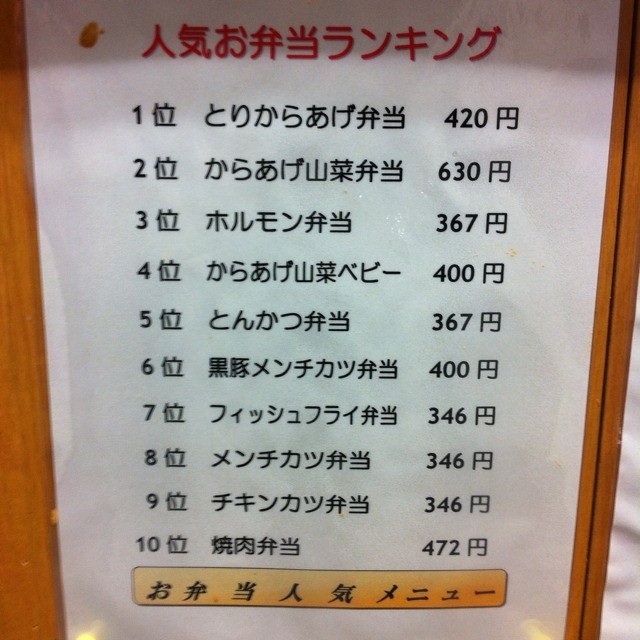 人気お弁当ランキング
1位 とりからあげ弁当 420円
2位 からあげ山菜弁当 630円
3位 ホルモン弁当 367円
4位 からあげ山菜ベビー 400円
5位 とんかつ弁当 367円
6位 黒豚メンチカツ弁当 400円
7位 フィッシュフライ弁当 346円
8位 メンチカツ弁当 346円
9位 チキンカツ弁当 346円
10位 焼肉弁当 472円
お弁当人気メニュー